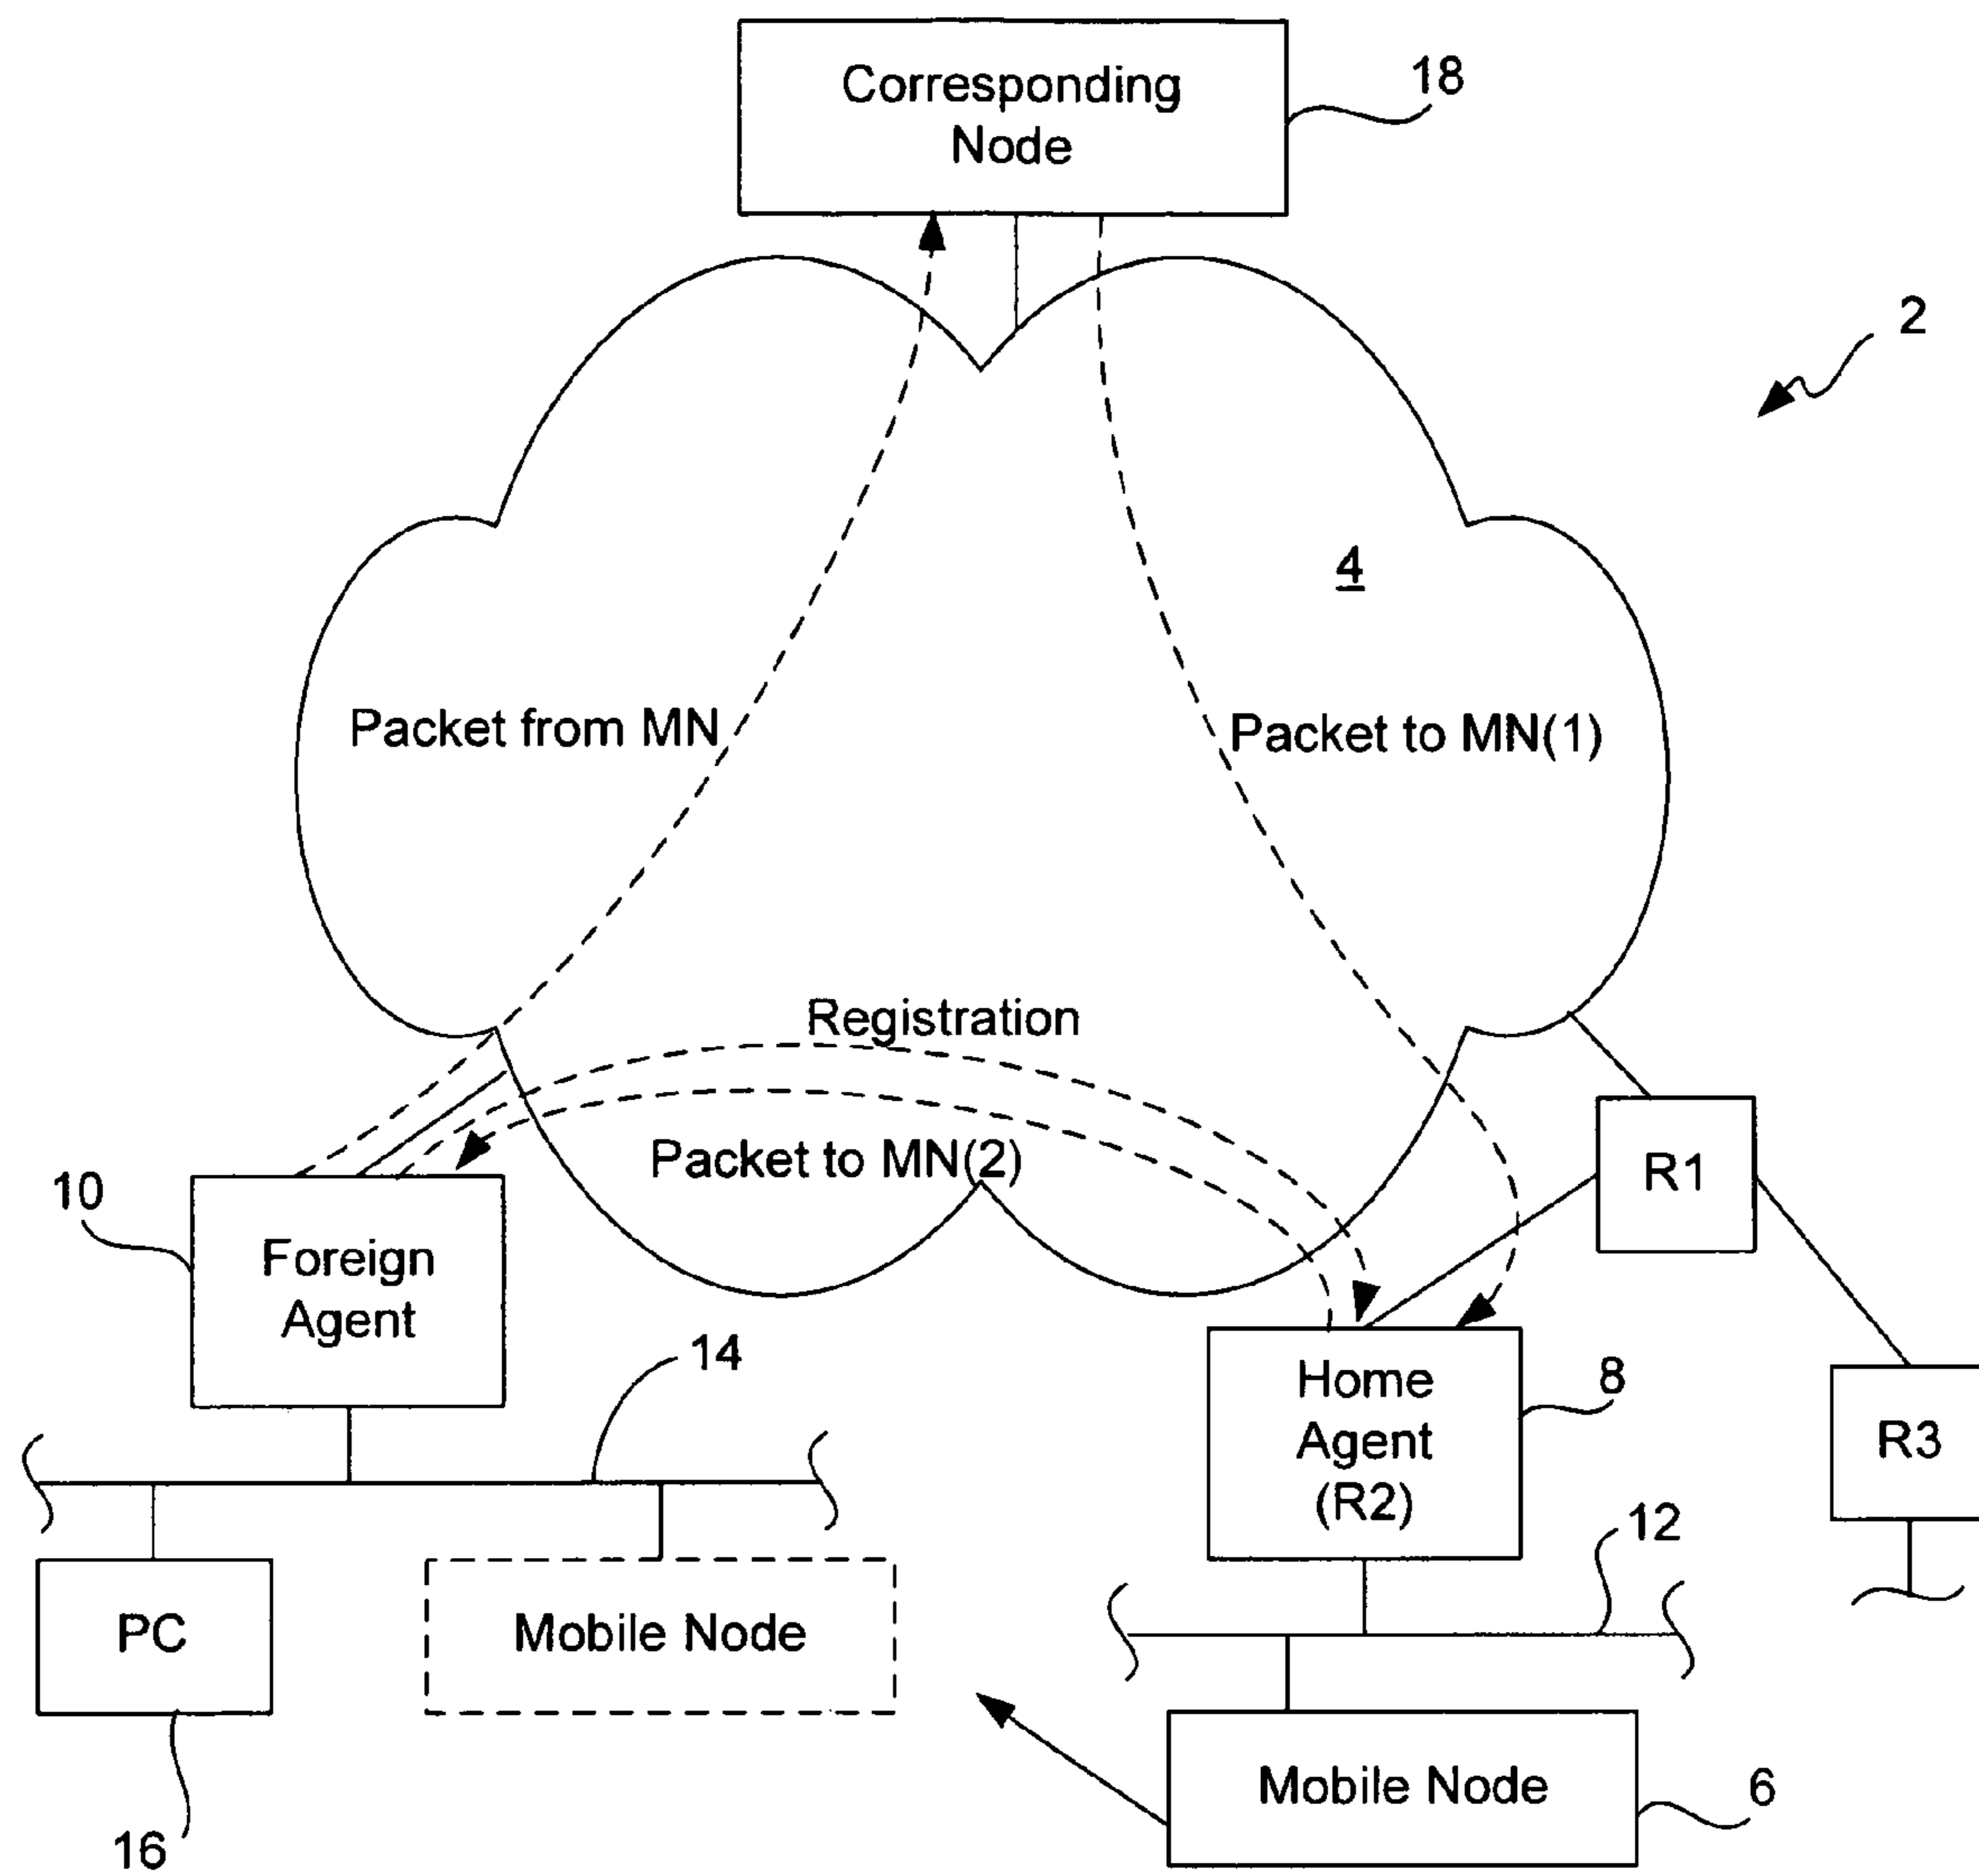 Corresponding
Node
18
2
4
Packet from MN
Packet to MN(1)
Registration
Packet to MN(2)
R1
10
Foreign
Agent
14
Home
Agent
(R2)
8
R3
12
PC
Mobile Node
Mobile Node
6
16